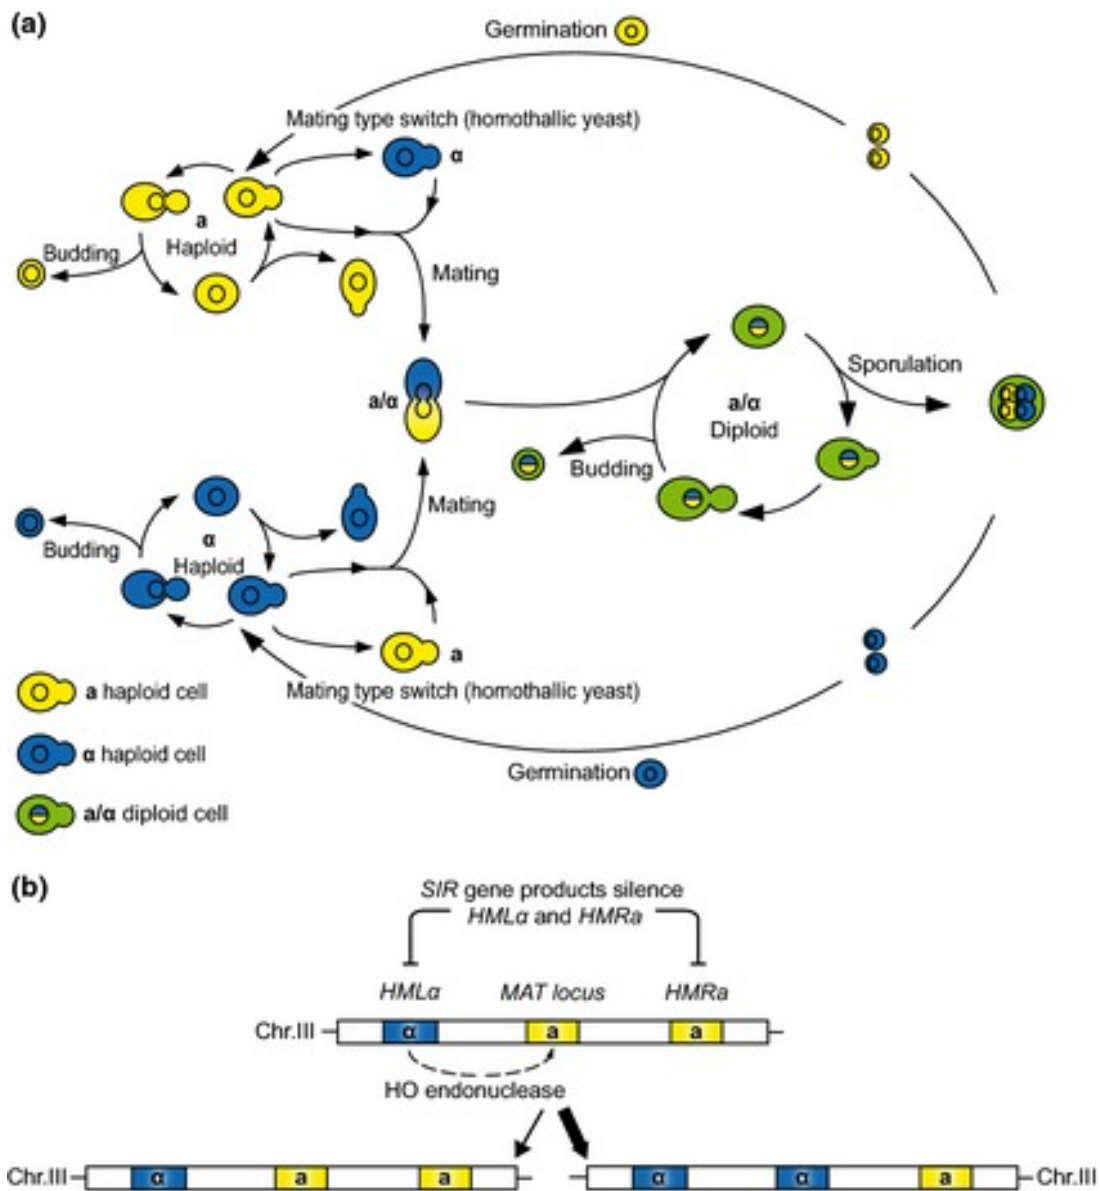 (a)
Germination
Mating type switch (homothallic yeast)
α
a
Haploid
Budding
Mating
a/α
Sporulation
a/α
Diploid
Budding
Mating
α
Haploid
Budding
a
Mating type switch (homothallic yeast)
Germination
a haploid cell
α haploid cell
a/α diploid cell
(b)
SIR gene products silence
HMLα and HMRa
HMLα MAT locus HMRa
Chr.III α a a
HO endonuclease
Chr.III α a a α α a Chr.III